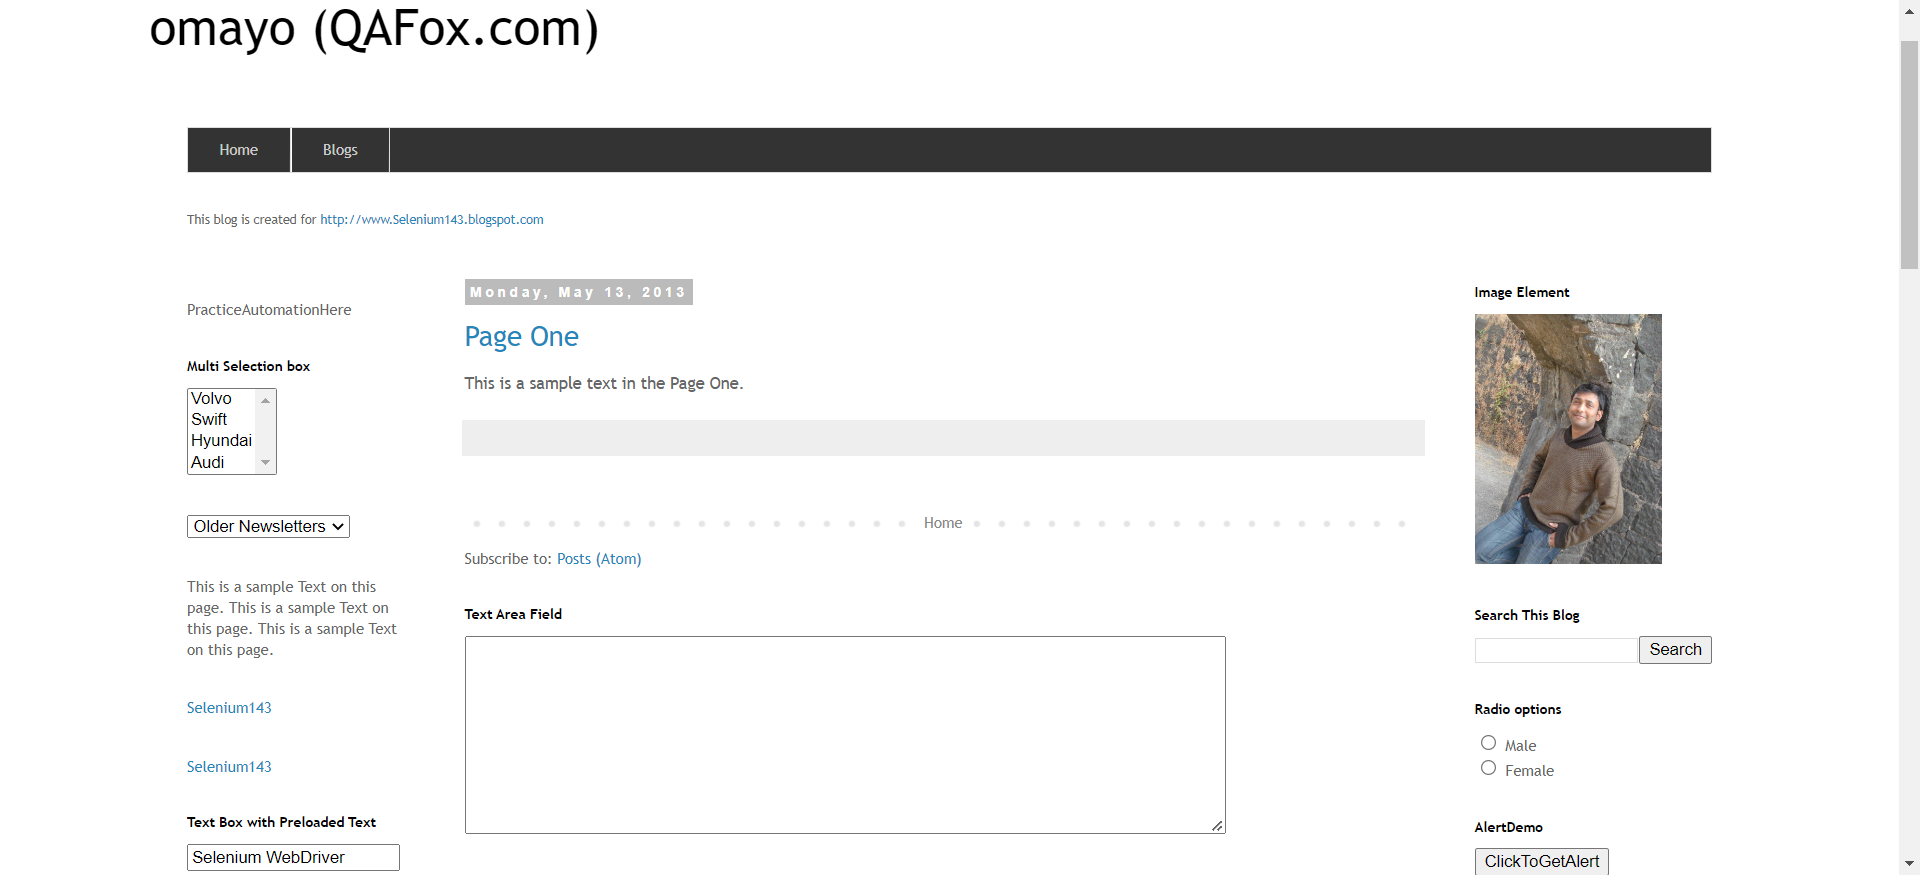 omayo (QAFox.com)
Home
Blogs
This blog is created for http://www.Selenium143.blogspot.com
PracticeAutomationHere
Multi Selection box
Volvo
Swift
Hyundai
Audi
Older Newsletters
This is a sample Text on this
page. This is a sample Text on
this page. This is a sample Text
on this page.
Selenium143
Selenium143
Text Box with Preloaded Text
Selenium WebDriver
Monday, May 13, 2013
Page One
This is a sample text in the Page One.
Home
Subscribe to: Posts (Atom)
Text Area Field
Image Element
Search This Blog
Search
Radio options
Male
Female
AlertDemo
ClickToGetAlert